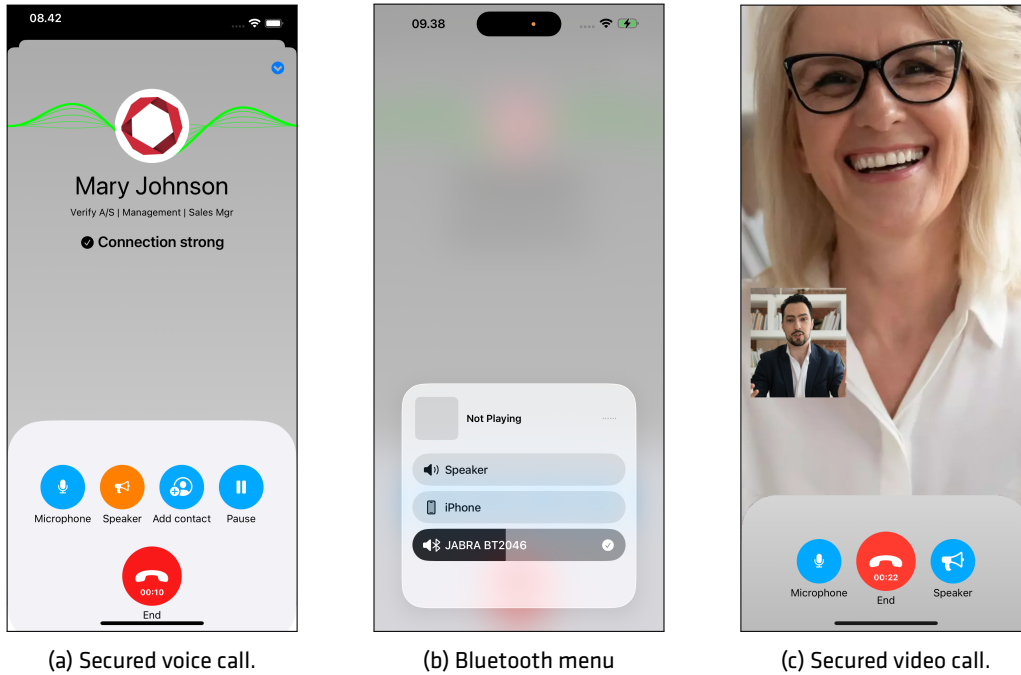 08.42
Mary Johnson
Verify A/S | Management | Sales Mgr
Connection strong
Microphone Speaker Add contact Pause
00:10
End
(a) Secured voice call.
09.38
Not Playing
Speaker
iPhone
JABRA BT2046
(b) Bluetooth menu
00:22
Microphone End Speaker
(c) Secured video call.